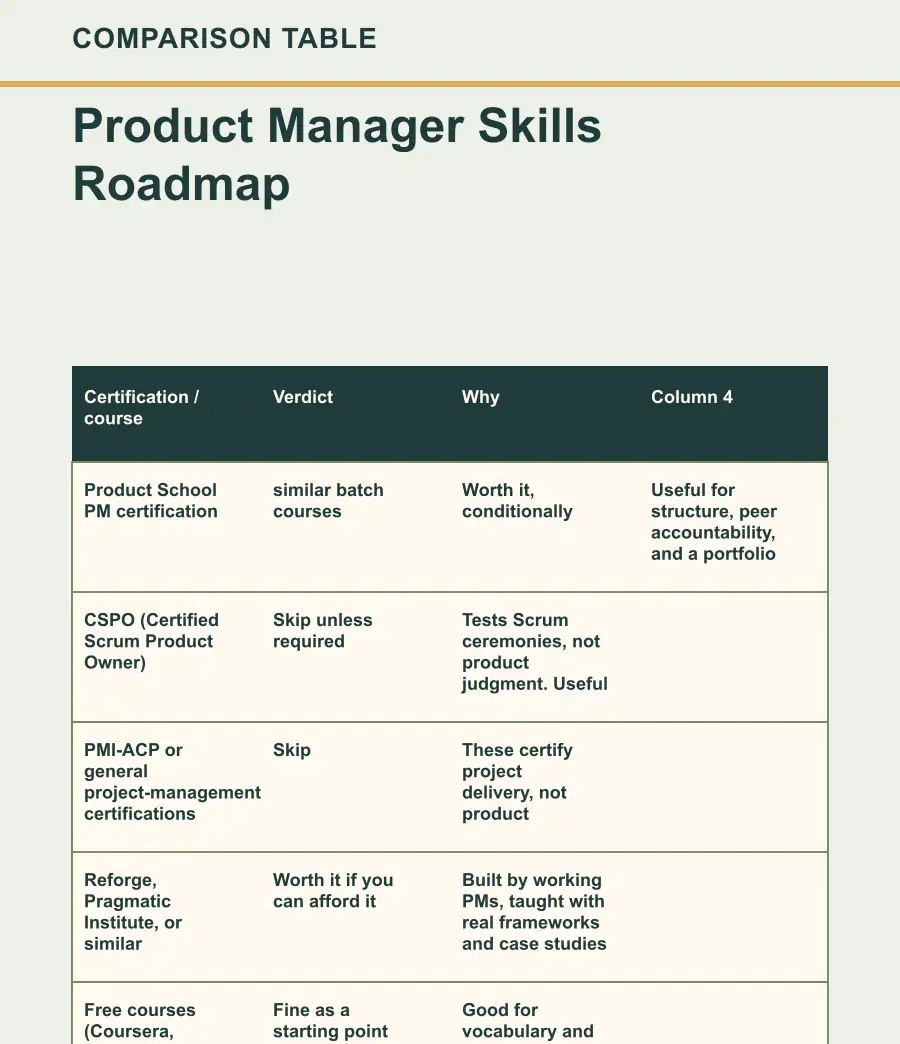 COMPARISON TABLE
Product Manager Skills
Roadmap
Certification /
course
Verdict
Why
Column 4
Product School
PM certification
similar batch
courses
Worth it,
conditionally
Useful for
structure, peer
accountability,
and a portfolio
CSPO (Certified
Scrum Product
Owner)
Skip unless
required
Tests Scrum
ceremonies, not
product
judgment. Useful
PMI-ACP or
general
project-management
certifications
Skip
These certify
project
delivery, not
product
Reforge,
Pragmatic
Institute, or
similar
Worth it if you
can afford it
Built by working
PMs, taught with
real frameworks
and case studies
Free courses
(Coursera,
Fine as a
starting point
Good for
vocabulary and